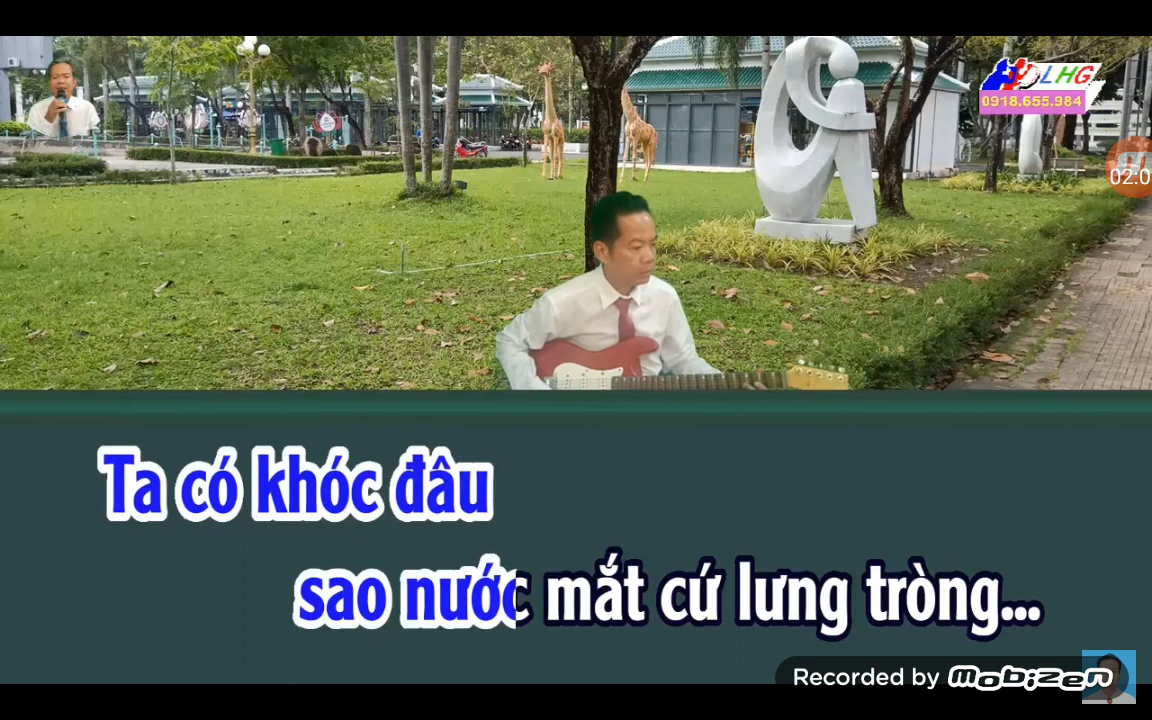 LHG
0918.655.984
02:0
Ta có khóc đâu
sao nước mắt cứ lưng tròng...
Recorded by mobizen